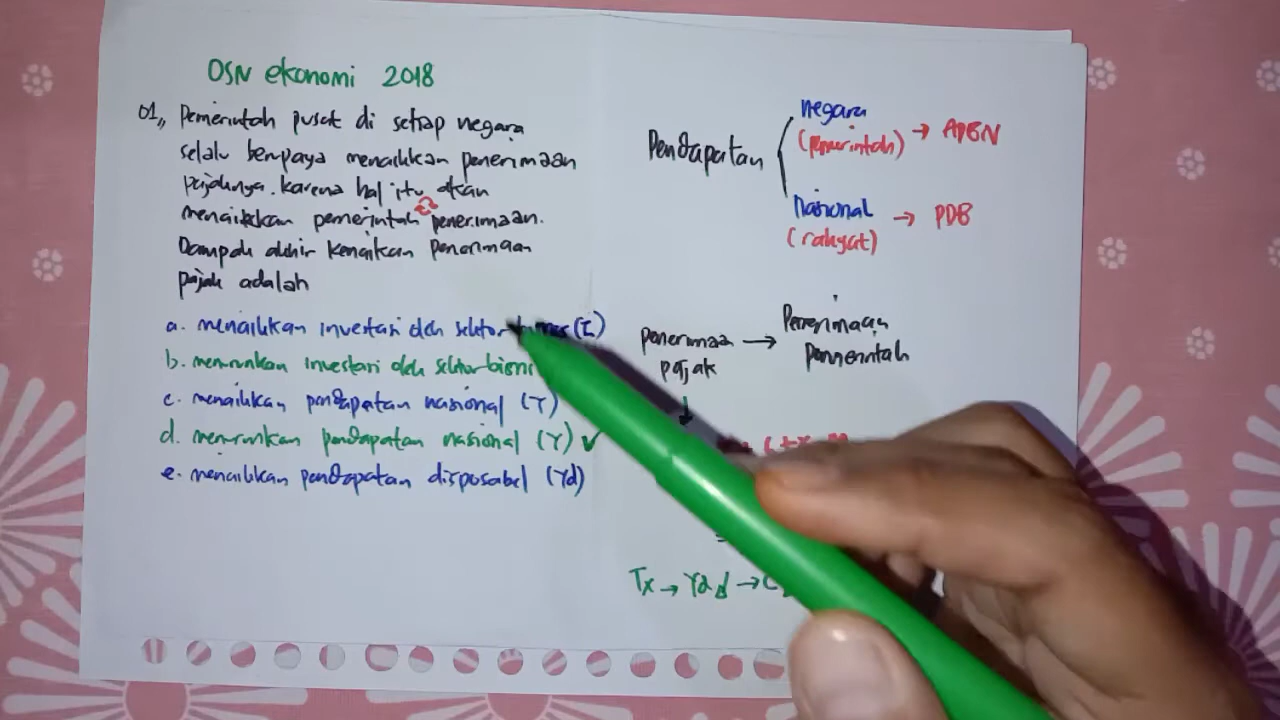 OSN ekonomi 2018
01,, Pemerintah pusat di setiap negara
selalu berupaya menaikkan penerimaan
pajaknya. karena hal itu akan
menaikkan pemerintah penerimaan.
Dampak akhir kenaikan penerimaan
pajak adalah
a. menaikkan investasi oleh sektor (I)
b. menurunkan investasi oleh sektor bisni
c. menaikkan pendapatan nasional (Y)
d. menurunkan pendapatan nasional (Y) ✓
e. menaikkan pendapatan disposabel (Yd)
Pendapatan
negara
(pemerintah) → APBN
Nasional → PDB
(rakyat)
penerimaan → Penerimaan
pajak pemerintah
↓
Tx → Yd ↓ → C